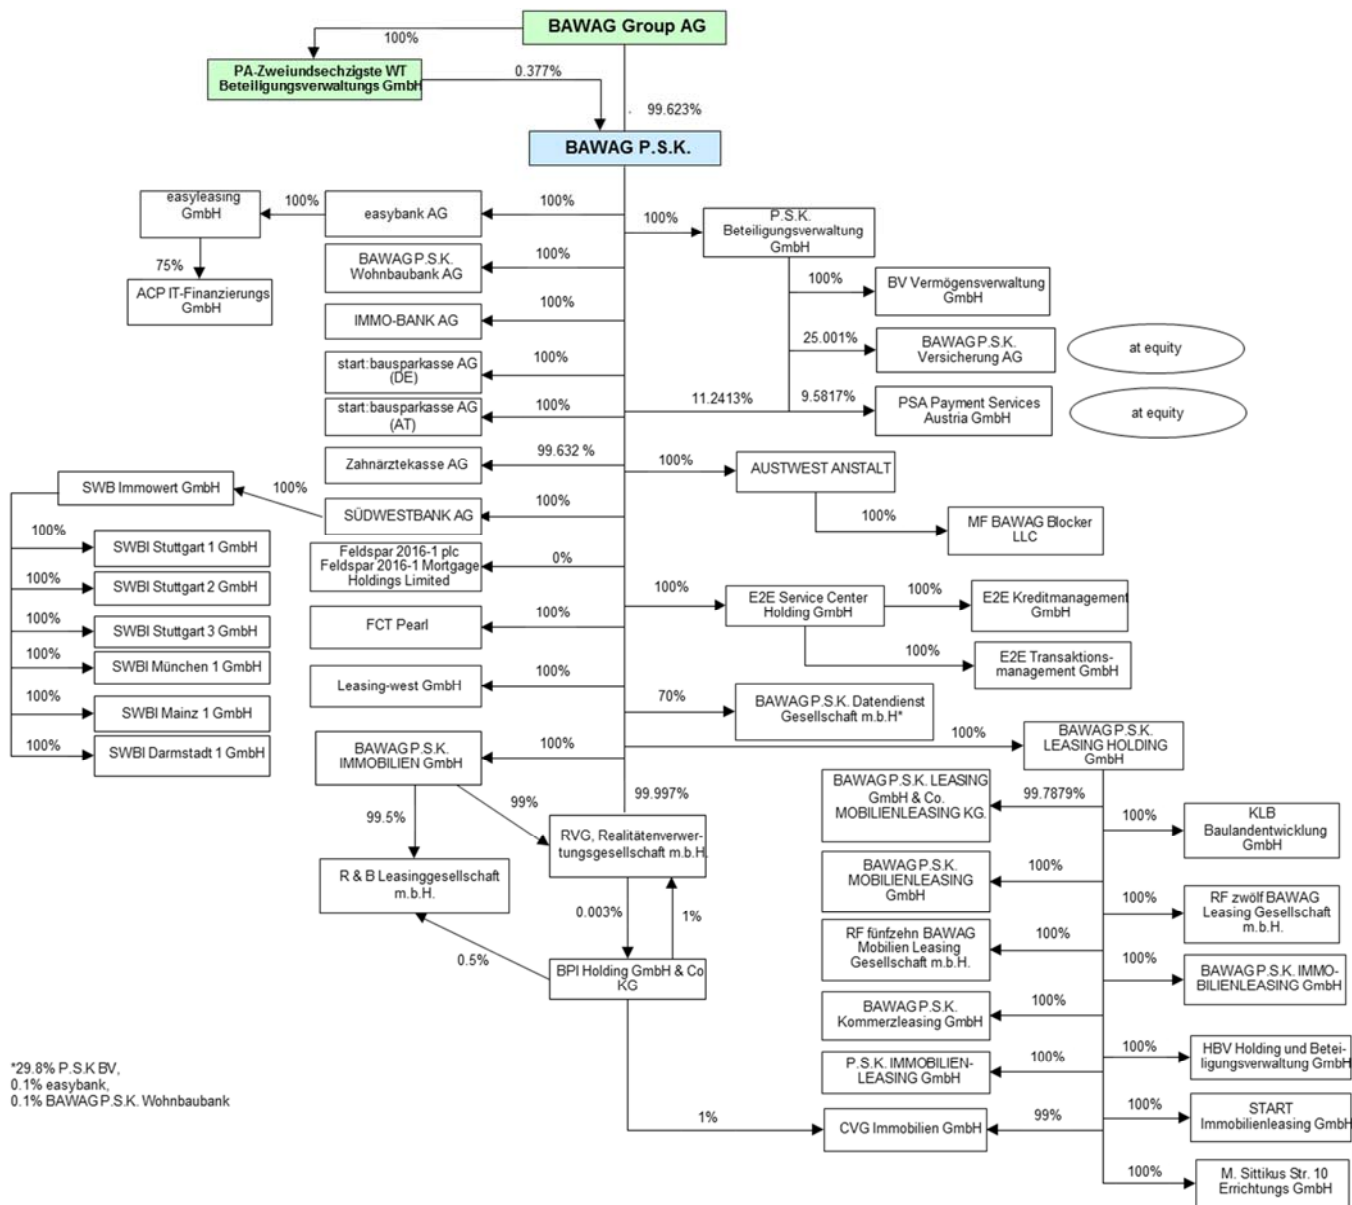 BAWAG Group AG
100%
PA-Zweiundsechzigste WT
Beteiligungsverwaltungs GmbH
0.377%
99.623%
BAWAG P.S.K.
easyleasing
GmbH
100%
easybank AG
100%
100%
P.S.K.
Beteiligungsverwaltung
GmbH
75%
ACP IT-Finanzierungs
GmbH
BAWAG P.S.K.
Wohnbaubank AG
100%
100%
BV Vermögensverwaltung
GmbH
IMMO-BANK AG
100%
25.001%
BAWAG P.S.K.
Versicherung AG
at equity
start:bausparkasse AG
(DE)
100%
start:bausparkasse AG
(AT)
100%
11.2413%
9.5817%
PSA Payment Services
Austria GmbH
at equity
Zahnärztekasse AG
99.632 %
100%
AUSTWEST ANSTALT
SWB Immowert GmbH
100%
SÜDWESTBANK AG
100%
100%
MF BAWAG Blocker
LLC
100%
SWBI Stuttgart 1 GmbH
Feldspar 2016-1 plc
Feldspar 2016-1 Mortgage
Holdings Limited
0%
100%
SWBI Stuttgart 2 GmbH
100%
E2E Service Center
Holding GmbH
100%
E2E Kreditmanagement
GmbH
100%
SWBI Stuttgart 3 GmbH
FCT Pearl
100%
100%
SWBI München 1 GmbH
100%
E2E Transaktions-
management GmbH
Leasing-west GmbH
100%
100%
SWBI Mainz 1 GmbH
70%
BAWAG P.S.K. Datendienst
Gesellschaft m.b.H*
100%
SWBI Darmstadt 1 GmbH
BAWAG P.S.K.
IMMOBILIEN GmbH
100%
100%
BAWAG P.S.K.
LEASING HOLDING
GmbH
99.5%
99%
99.997%
BAWAG P.S.K. LEASING
GmbH & Co.
MOBILIENLEASING KG.
99.7879%
100%
KLB
Baulandentwicklung
GmbH
RVG, Realitätenverwer-
tungsgesellschaft m.b.H.
R & B Leasinggesellschaft
m.b.H.
BAWAG P.S.K.
MOBILIENLEASING
GmbH
100%
100%
RF zwölf BAWAG
Leasing Gesellschaft
m.b.H.
0.003%
1%
RF fünfzehn BAWAG
Mobilien Leasing
Gesellschaft m.b.H.
100%
0.5%
BPI Holding GmbH & Co
KG
100%
BAWAG P.S.K. IMMO-
BILIENLEASING GmbH
BAWAG P.S.K.
Kommerzleasing GmbH
100%
100%
HBV Holding und Betei-
ligungsverwaltung GmbH
P.S.K. IMMOBILIEN-
LEASING GmbH
100%
*29.8% P.S.K BV,
0.1% easybank,
0.1% BAWAG P.S.K. Wohnbaubank
1%
CVG Immobilien GmbH
99%
100%
START
Immobilienleasing GmbH
100%
M. Sittikus Str. 10
Errichtungs GmbH